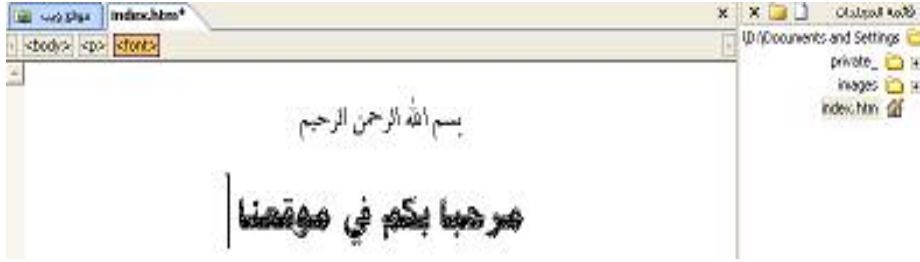 موقع ويب
index.htm*
<body> <p> <font>
بسم الله الرحمن الرحيم
مرحبا بكم في موقعنا
قائمة المجلدات
D:\Documents and Settings
_private
images
index.htm